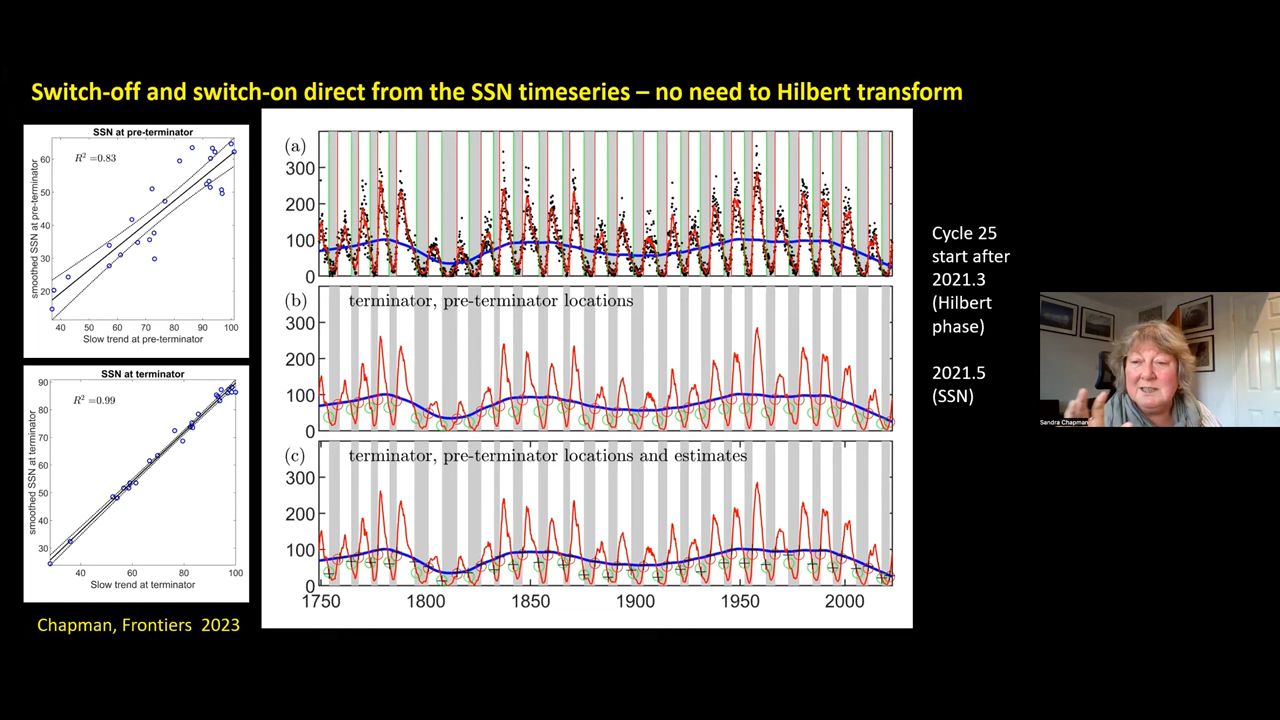 Switch-off and switch-on direct from the SSN timeseries – no need to Hilbert transform
SSN at pre-terminator
R² =0.83
smoothed SSN at pre-terminator
60
50
40
30
20
40 50 60 70 80 90 100
Slow trend at pre-terminator
SSN at terminator
R² =0.99
smoothed SSN at terminator
90
80
70
60
50
40
30
40 60 80 100
Slow trend at terminator
Chapman, Frontiers 2023
(a)
300
200
100
0
(b) terminator, pre-terminator locations
300
200
100
0
(c) terminator, pre-terminator locations and estimates
300
200
100
0
1750 1800 1850 1900 1950 2000
Cycle 25
start after
2021.3
(Hilbert
phase)
2021.5
(SSN)
Sandra Chapman